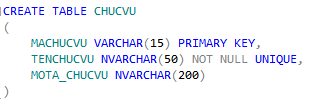 CREATE TABLE CHUCVU
(
MACHUCVU VARCHAR(15) PRIMARY KEY,
TENCHUCVU NVARCHAR(50) NOT NULL UNIQUE,
MOTA_CHUCVU NVARCHAR(200)
)